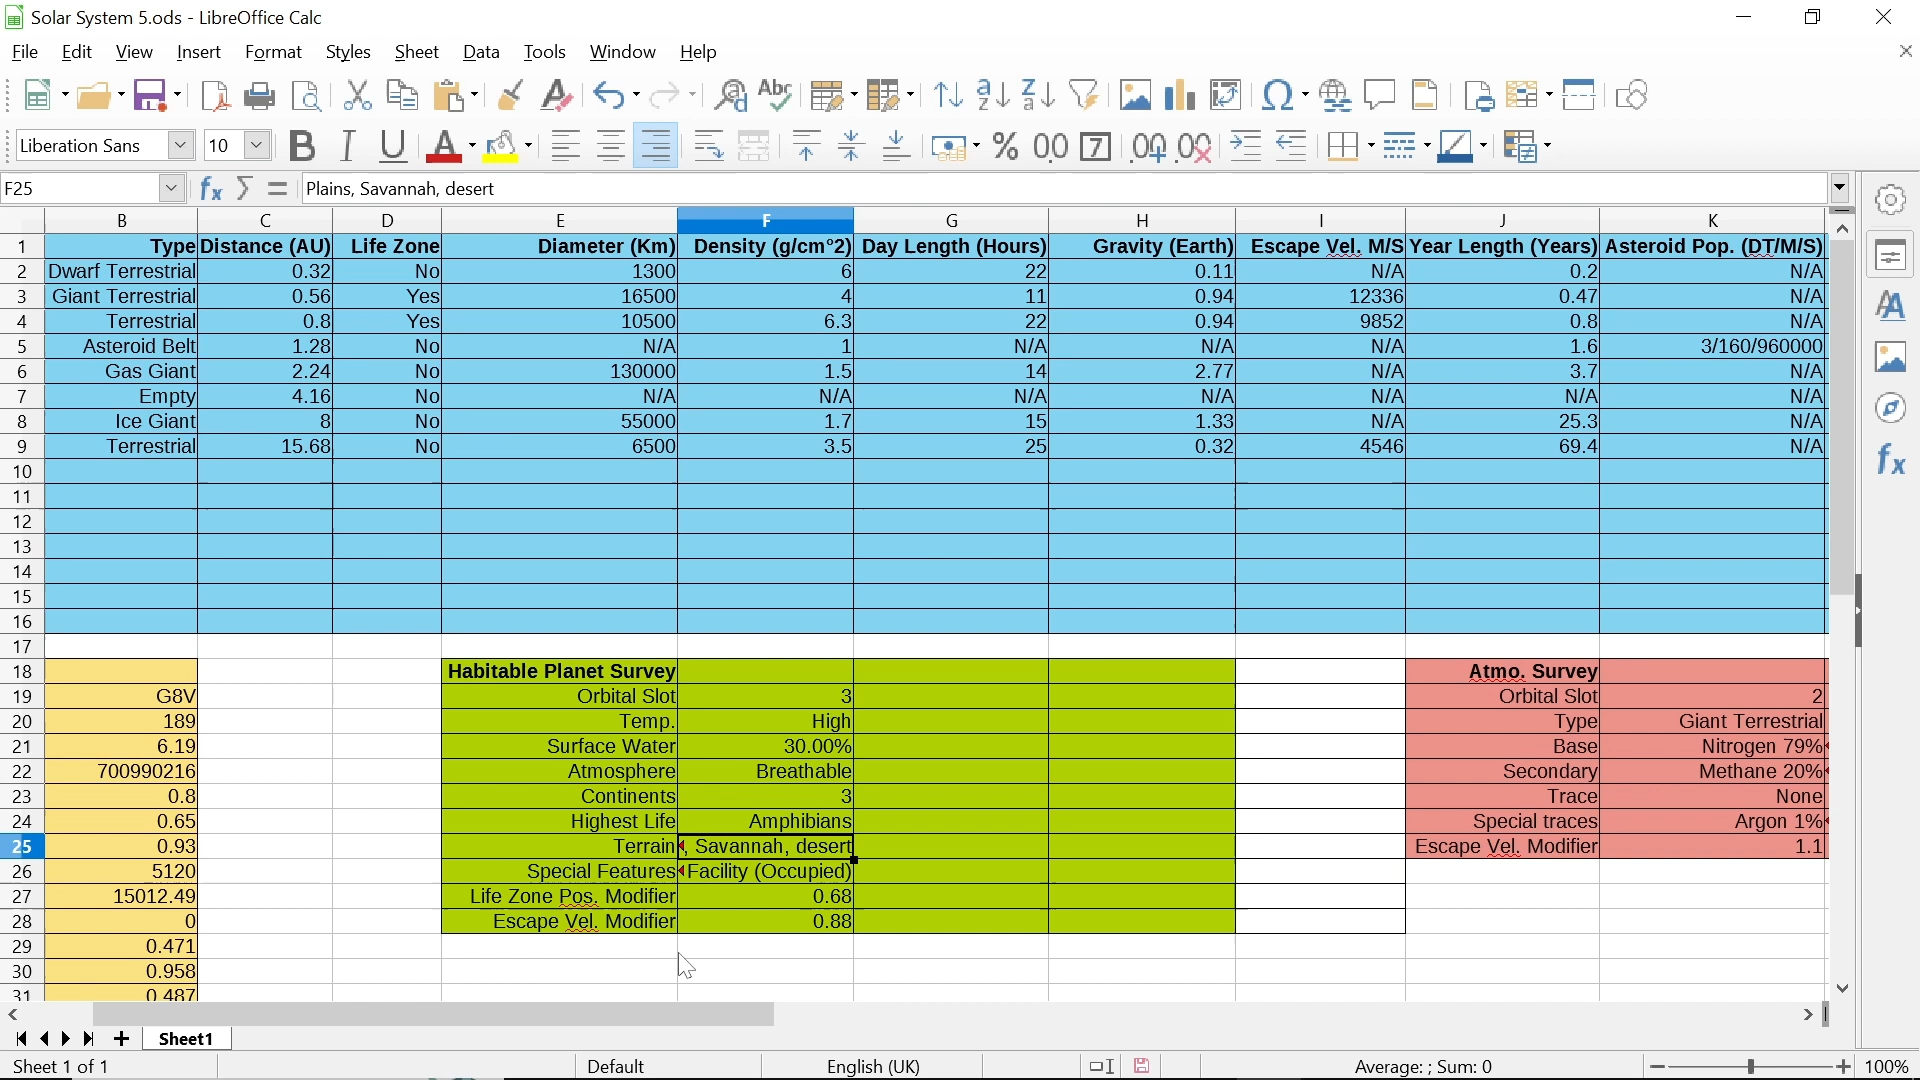 Solar System 5.ods - LibreOffice Calc
File Edit View Insert Format Styles Sheet Data Tools Window Help
Liberation Sans 10
F25 Plains, Savannah, desert
B C D E F G H I J K
1 Type Distance (AU) Life Zone Diameter (Km) Density (g/cm°2) Day Length (Hours) Gravity (Earth) Escape Vel. M/S Year Length (Years) Asteroid Pop. (DT/M/S)
2 Dwarf Terrestrial 0.32 No 1300 6 22 0.11 N/A 0.2 N/A
3 Giant Terrestrial 0.56 Yes 16500 4 11 0.94 12336 0.47 N/A
4 Terrestrial 0.8 Yes 10500 6.3 22 0.94 9852 0.8 N/A
5 Asteroid Belt 1.28 No N/A 1 N/A N/A N/A 1.6 3/160/960000
6 Gas Giant 2.24 No 130000 1.5 14 2.77 N/A 3.7 N/A
7 Empty 4.16 No N/A N/A N/A N/A N/A N/A N/A
8 Ice Giant 8 No 55000 1.7 15 1.33 N/A 25.3 N/A
9 Terrestrial 15.68 No 6500 3.5 25 0.32 4546 69.4 N/A
10
11
12
13
14
15
16
17
18 Habitable Planet Survey Atmo. Survey
19 G8V Orbital Slot 3 Orbital Slot 2
20 189 Temp. High Type Giant Terrestrial
21 6.19 Surface Water 30.00% Base Nitrogen 79%
22 700990216 Atmosphere Breathable Secondary Methane 20%
23 0.8 Continents 3 Trace None
24 0.65 Highest Life Amphibians Special traces Argon 1%
25 0.93 Terrain , Savannah, desert Escape Vel. Modifier 1.1
26 5120 Special Features Facility (Occupied)
27 15012.49 Life Zone Pos. Modifier 0.68
28 0 Escape Vel. Modifier 0.88
29 0.471
30 0.958
31 0.487
Sheet1
Sheet 1 of 1 Default English (UK) Average: ; Sum: 0 100%